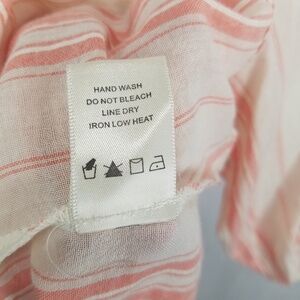 HAND WASH
DO NOT BLEACH
LINE DRY
IRON LOW HEAT